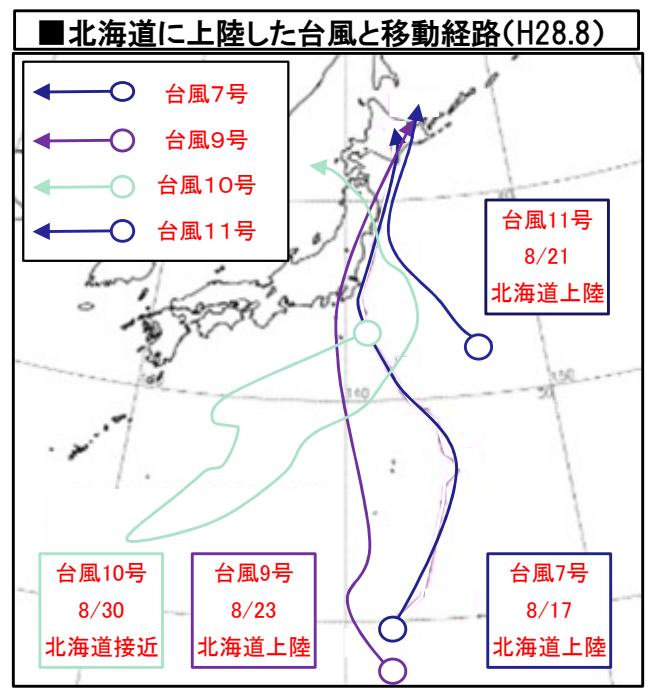 ■北海道に上陸した台風と移動経路(H28.8)
台風7号
台風9号
台風10号
台風11号
台風11号
8/21
北海道上陸
140
150
30
台風10号
8/30
北海道接近
台風9号
8/23
北海道上陸
台風7号
8/17
北海道上陸